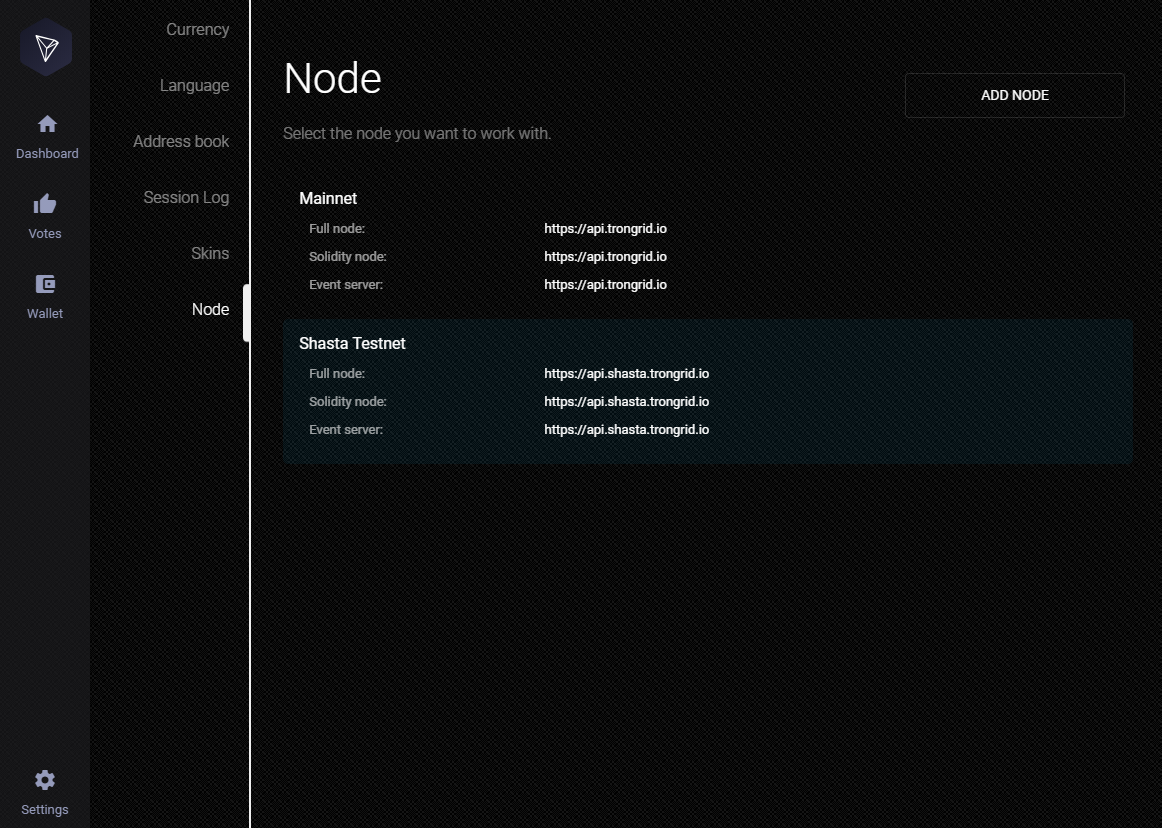 Dashboard
Votes
Wallet
Settings
Currency
Language
Address book
Session Log
Skins
Node
Node
ADD NODE
Select the node you want to work with.
Mainnet
Full node: https://api.trongrid.io
Solidity node: https://api.trongrid.io
Event server: https://api.trongrid.io
Shasta Testnet
Full node: https://api.shasta.trongrid.io
Solidity node: https://api.shasta.trongrid.io
Event server: https://api.shasta.trongrid.io